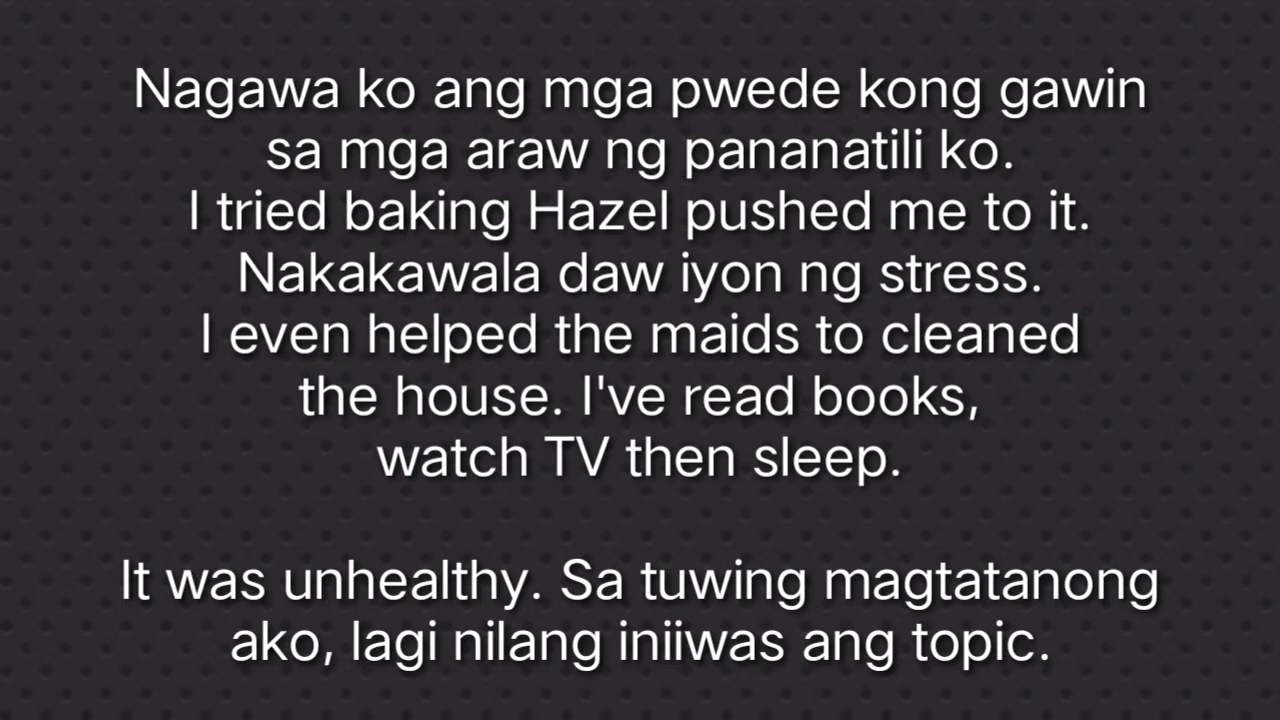 Nagawa ko ang mga pwede kong gawin
sa mga araw ng pananatili ko.
I tried baking Hazel pushed me to it.
Nakakawala daw iyon ng stress.
I even helped the maids to cleaned
the house. I've read books,
watch TV then sleep.
It was unhealthy. Sa tuwing magtatanong
ako, lagi nilang iniiwas ang topic.